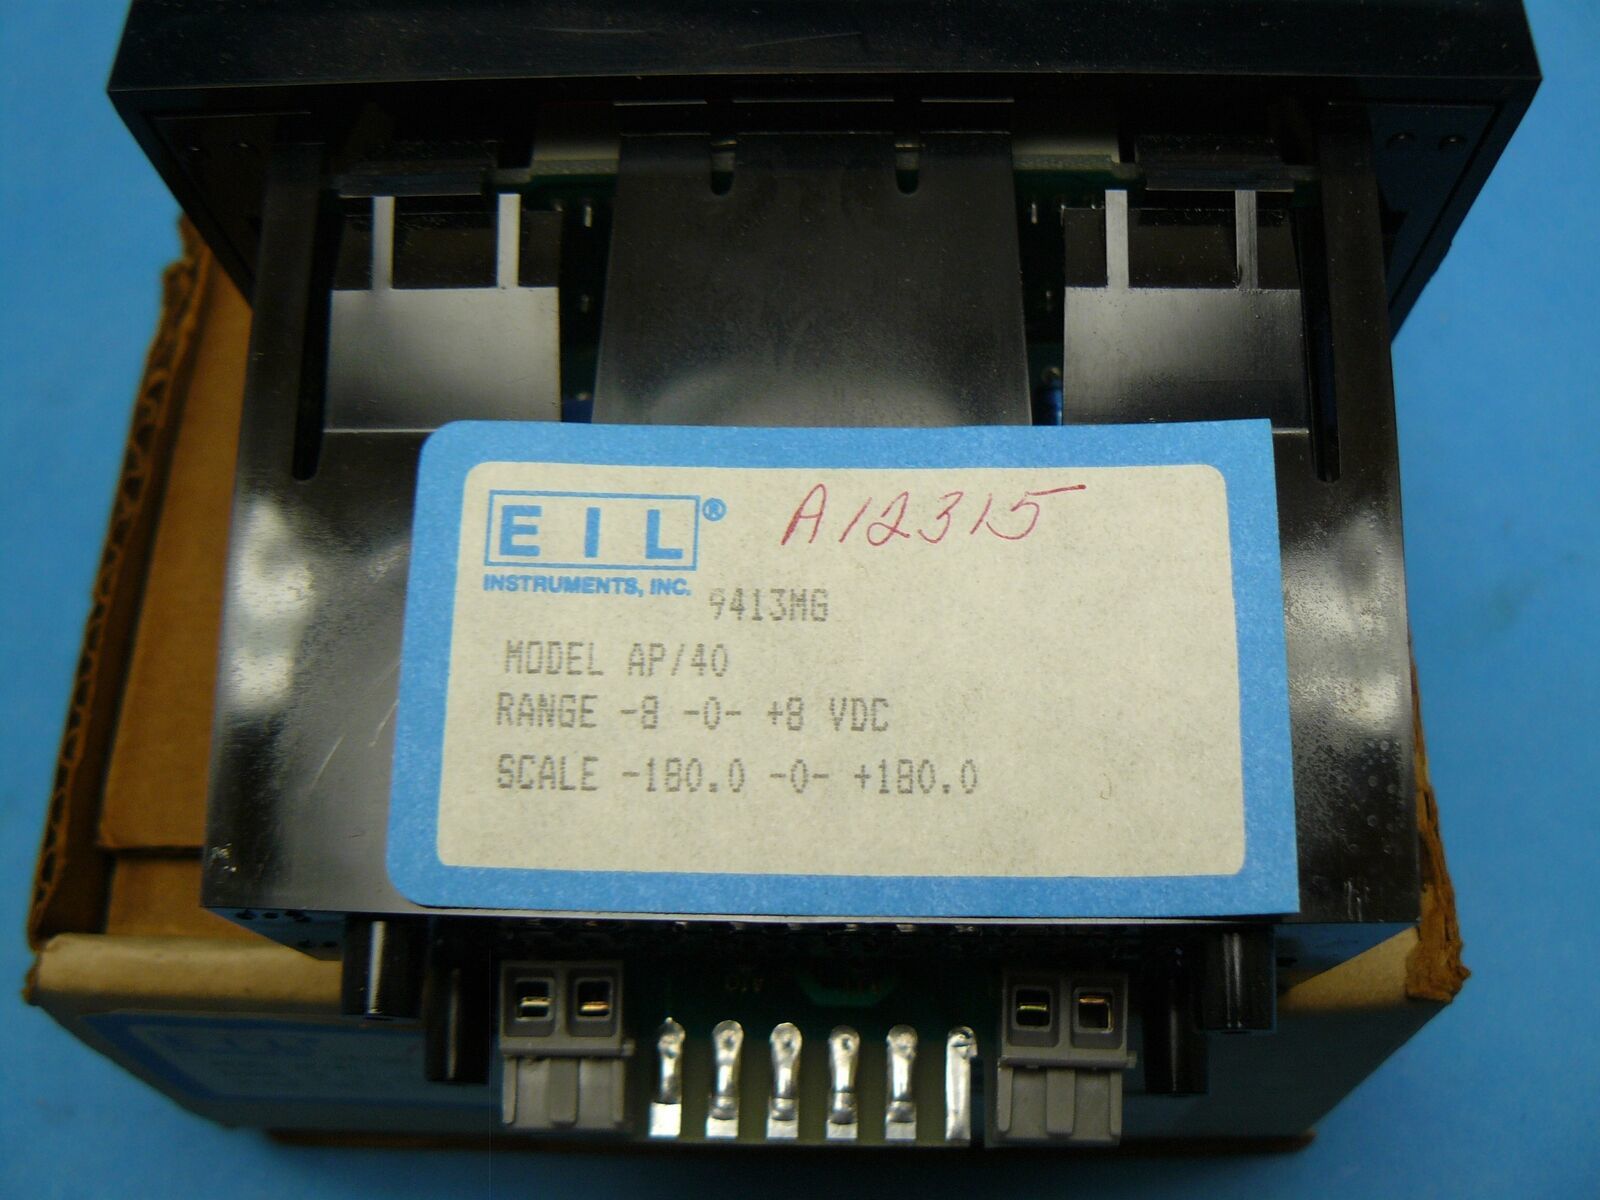 EIL®
INSTRUMENTS, INC.
A12315
9413MG
MODEL AP/40
RANGE -8 -0- +8 VDC
SCALE -180.0 -0- +180.0
EIL